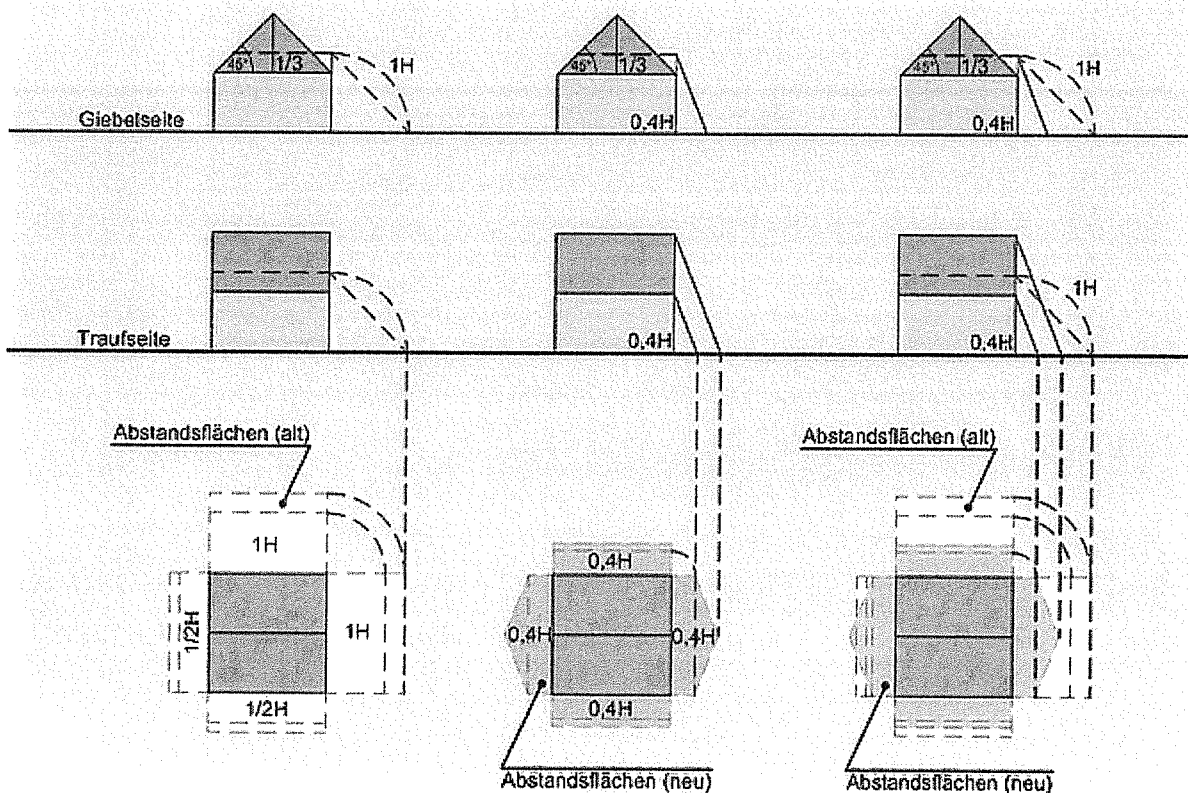 45° 1/3 1H 45° 1/3 45° 1/3 1H
Giebelseite 0,4H 0,4H
1H
Traufseite 0,4H 0,4H
Abstandsflächen (alt) Abstandsflächen (alt)
1H 0,4H
1/2H 1H 0,4H 0,4H
1/2H 0,4H
Abstandsflächen (neu) Abstandsflächen (neu)